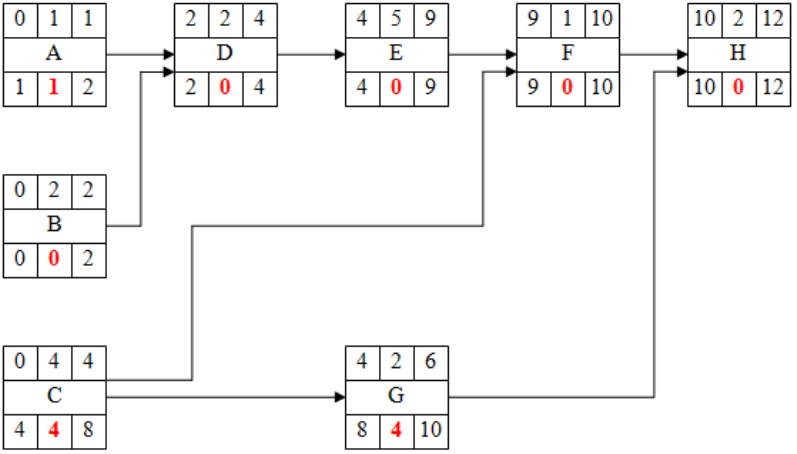 0 1 1
A
1 1 2
2 2 4
D
2 0 4
4 5 9
E
4 0 9
9 1 10
F
9 0 10
10 2 12
H
10 0 12
0 2 2
B
0 0 2
0 4 4
C
4 4 8
4 2 6
G
8 4 10